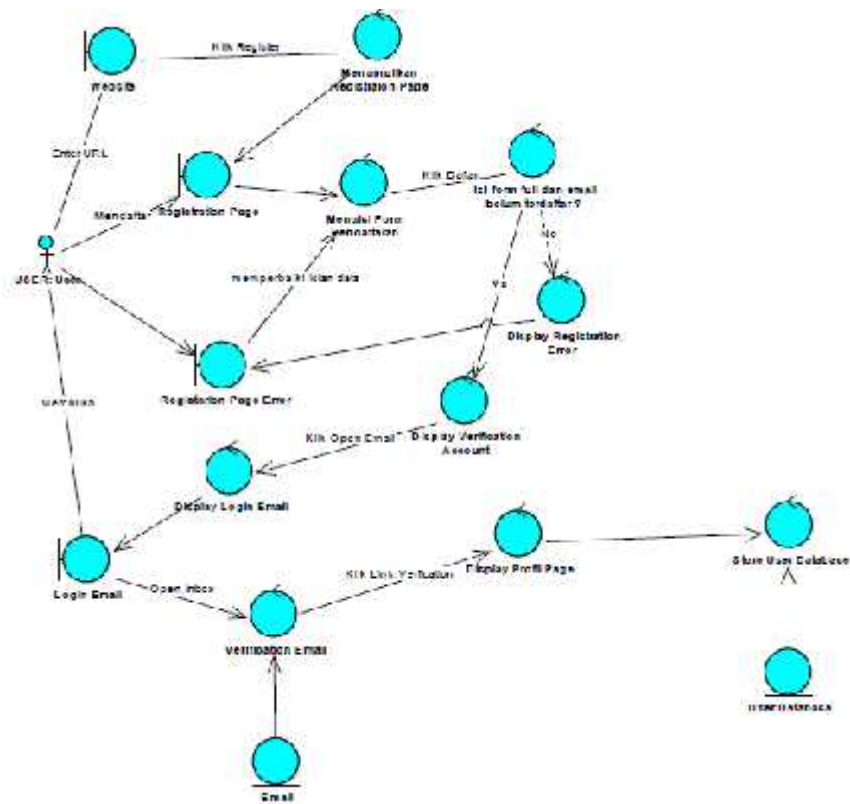 Klik Register
Website
Registration Page
Enter URL
Klik Daftar
Isi form full dan email
belum terdaftar ?
Mendaftar
Registration Page
Mengisi Form
No
USER: User
memperbaiki isian data
Ya
Display Registration
Error
Registartion Page Error
Klik Open Email
Display Verification
Account
Display Login Email
Display Profil Page
Store User Database
Klik Link Verification
Login Email
Open Inbox
Verification Email
Email